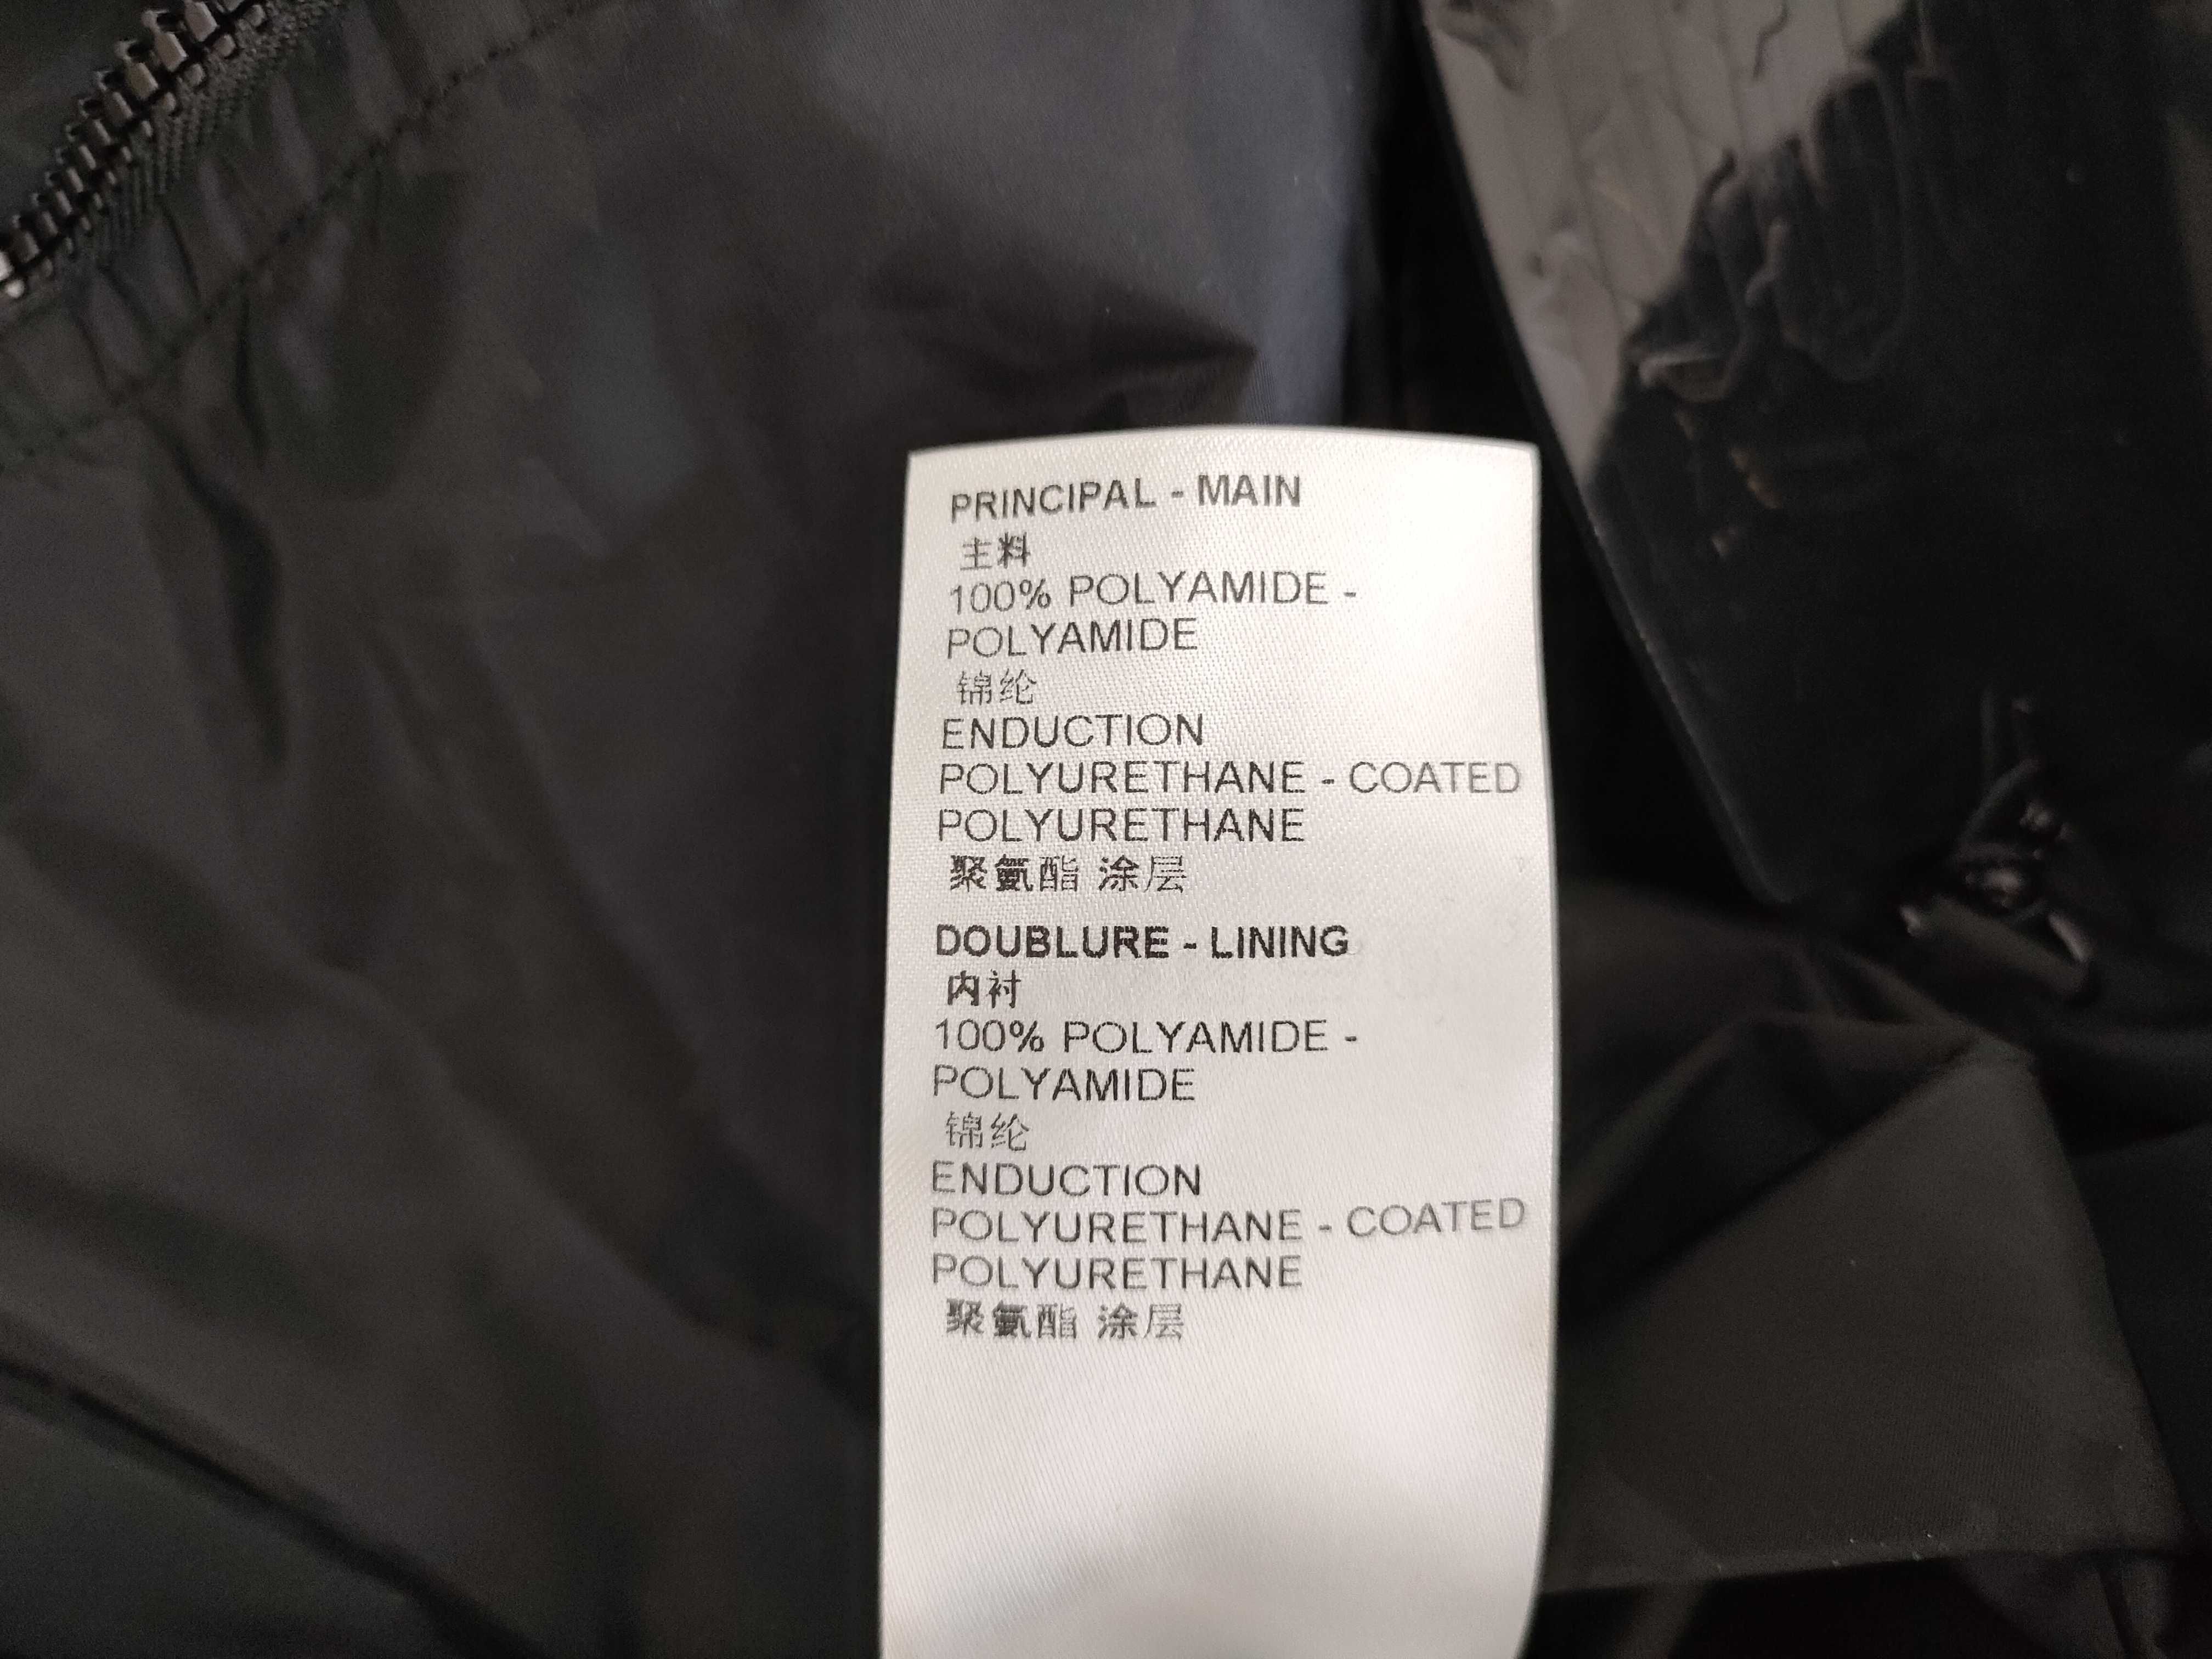 PRINCIPAL - MAIN
主料
100% POLYAMIDE -
POLYAMIDE
锦纶
ENDUCTION
POLYURETHANE - COATED
POLYURETHANE
聚氨酯 涂层
DOUBLURE - LINING
内衬
100% POLYAMIDE -
POLYAMIDE
锦纶
ENDUCTION
POLYURETHANE - COATED
POLYURETHANE
聚氨酯 涂层